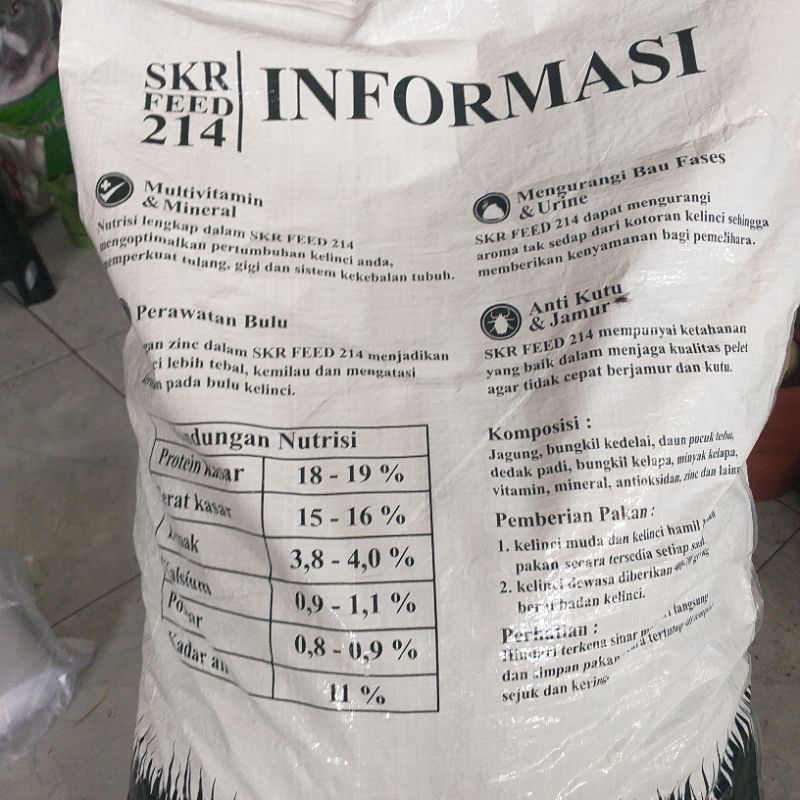 SKR
FEED
214
INFORMASI
Multivitamin
& Mineral
Nutrisi lengkap dalam SKR FEED 214
mengoptimalkan pertumbuhan kelinci anda,
memperkuat tulang, gigi dan sistem kekebalan tubuh.
Perawatan Bulu
zinc dalam SKR FEED 214 menjadikan
lebih tebal, kemilau dan mengatasi
pada bulu kelinci.
Nutrisi
Protein kasar 18 - 19 %
kasar 15 - 16 %
3,8 - 4,0 %
0,9 - 1,1 %
0,8 - 0,9 %
Kadar 11 %
Mengurangi Bau Fases
& Urine
SKR FEED 214 dapat mengurangi
aroma tak sedap dari kotoran kelinci sehingga
memberikan kenyamanan bagi pemelihara.
Anti Kutu
& Jamur
SKR FEED 214 mempunyai ketahanan
yang baik dalam menjaga kualitas pelet
agar tidak cepat berjamur dan kutu.
Komposisi :
Jagung, bungkil kedelai, daun pucuk tebu,
dedak padi, bungkil kelapa, minyak kelapa,
vitamin, mineral, antioksidan, zinc dan
Pemberian Pakan :
1. kelinci muda dan kelinci hamil
pakan secara tersedia setiap
2. kelinci dewasa diberikan
berat badan kelinci.
Perhatian :
Hindari terkena sinar langsung
dan simpan pakan tertutup
sejuk dan kering